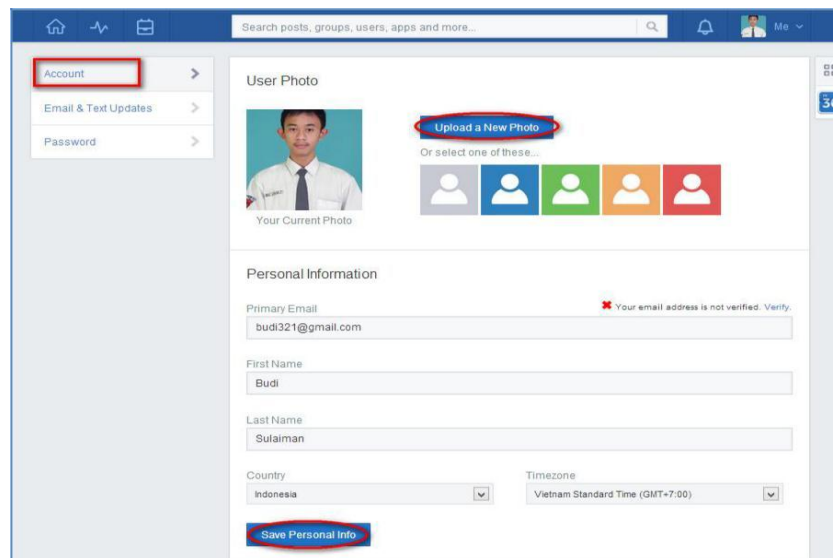 Search posts, groups, users, apps and more...
Me
Account
Email & Text Updates
Password
User Photo
Upload a New Photo
Or select one of these...
Your Current Photo
Personal Information
Primary Email
Your email address is not verified. Verify.
budi321@gmail.com
First Name
Budi
Last Name
Sulaiman
Country
Timezone
Indonesia
Vietnam Standard Time (GMT+7:00)
Save Personal Info